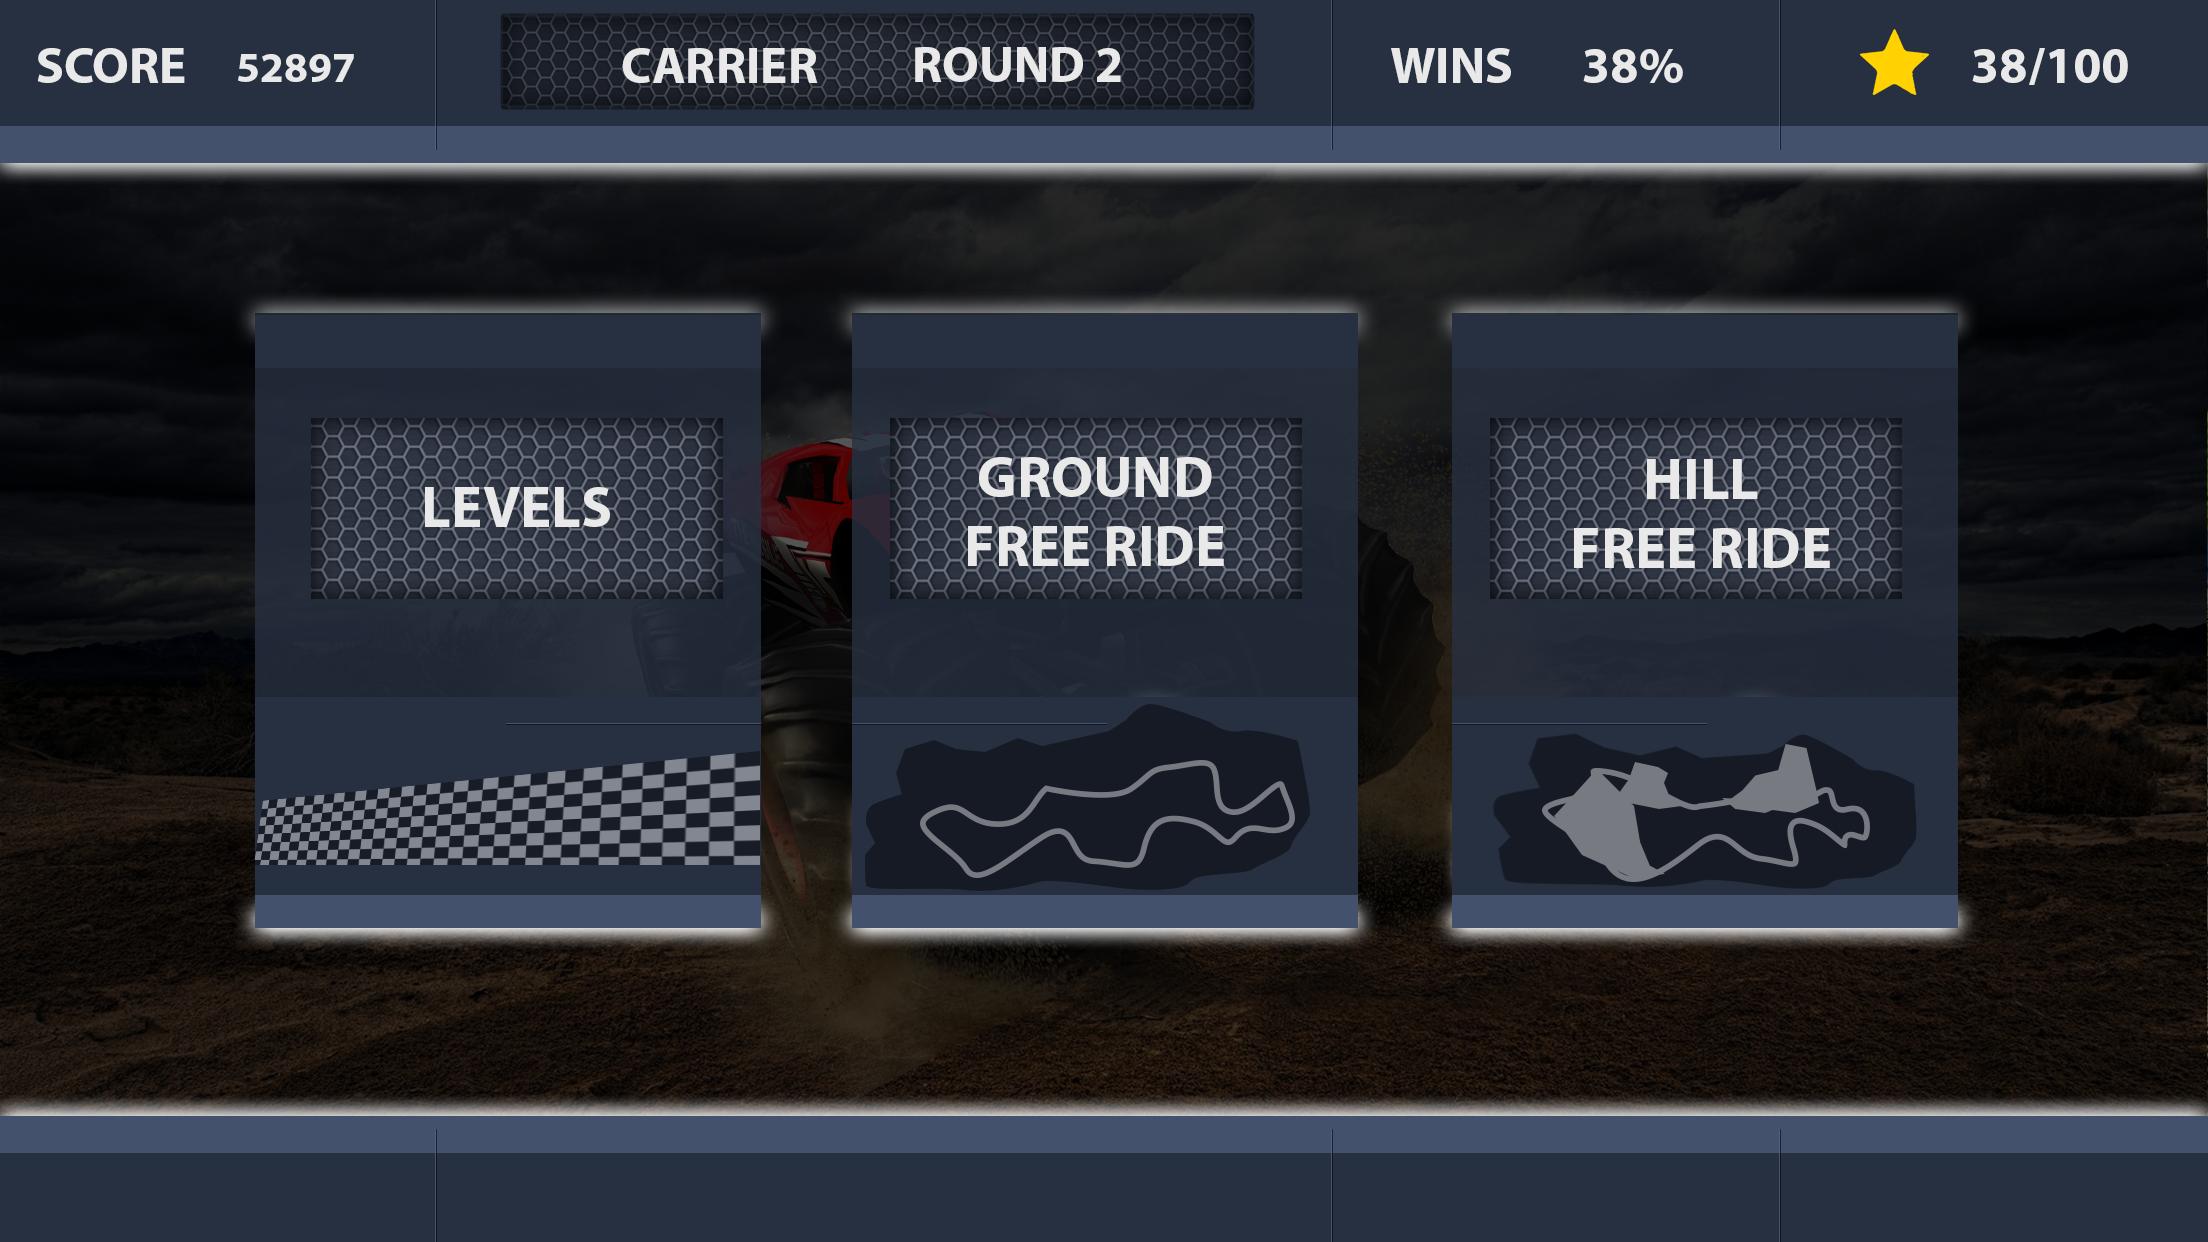 SCORE 52897 CARRIER ROUND 2 WINS 38% 38/100
LEVELS
GROUND
FREE RIDE
HILL
FREE RIDE